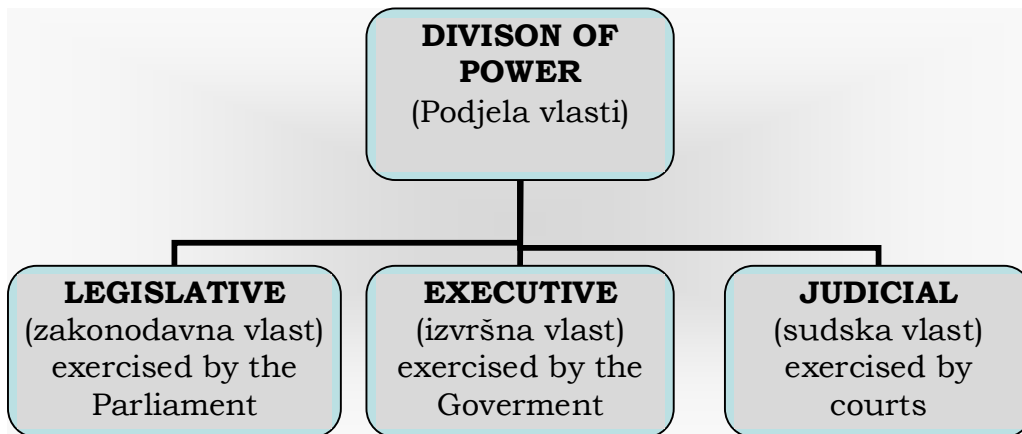 DIVISON OF
POWER
(Podjela vlasti)
LEGISLATIVE
(zakonodavna vlast)
exercised by the
Parliament
EXECUTIVE
(izvršna vlast)
exercised by the
Goverment
JUDICIAL
(sudska vlast)
exercised by
courts